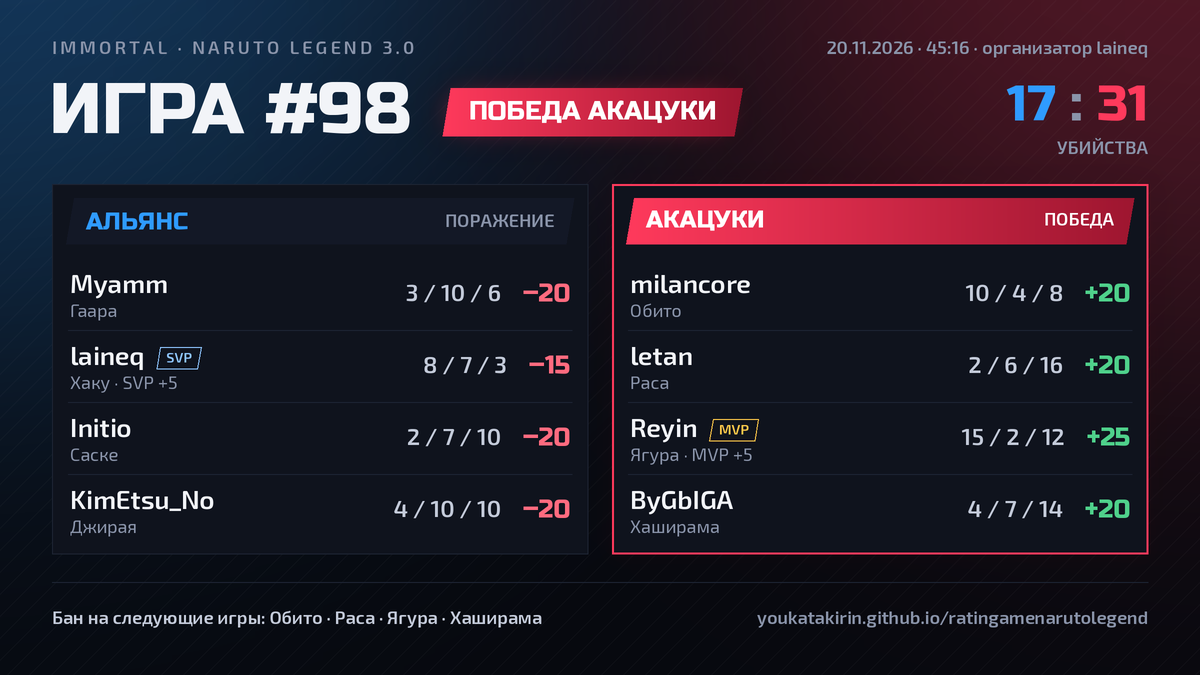 IMMORTAL · NARUTO LEGEND 3.0
20.11.2026 · 45:16 · организатор laineq
ИГРА #98
ПОБЕДА АКАЦУКИ
17 : 31
УБИЙСТВА
АЛЬЯНС ПОРАЖЕНИЕ
Myamm 3 / 10 / 6 −20
Гаара
laineq SVP 8 / 7 / 3 −15
Хаку · SVP +5
Initio 2 / 7 / 10 −20
Саске
KimEtsu_No 4 / 10 / 10 −20
Джирая
АКАЦУКИ ПОБЕДА
milancore 10 / 4 / 8 +20
Обито
letan 2 / 6 / 16 +20
Раса
Reyin MVP 15 / 2 / 12 +25
Ягура · MVP +5
ByGbIGA 4 / 7 / 14 +20
Хаширама
Бан на следующие игры: Обито · Раса · Ягура · Хаширама
youkatakirin.github.io/ratingamenarutolegend